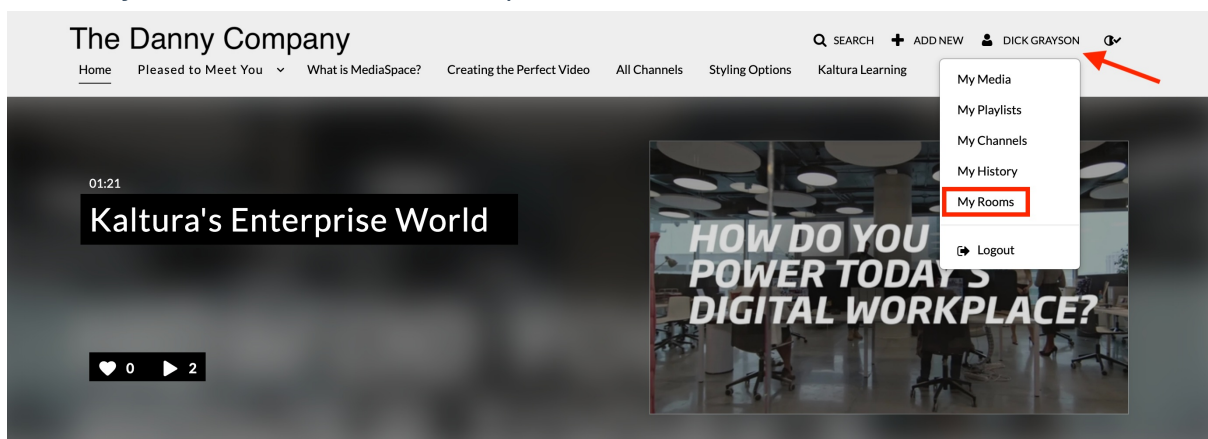 The Danny Company
SEARCH ADD NEW DICK GRAYSON
Home Pleased to Meet You What is MediaSpace? Creating the Perfect Video All Channels Styling Options Kaltura Learning
My Media
My Playlists
My Channels
My History
My Rooms
Logout
01:21
Kaltura's Enterprise World
HOW DO YOU
POWER TODAY'S
DIGITAL WORKPLACE?
0 2